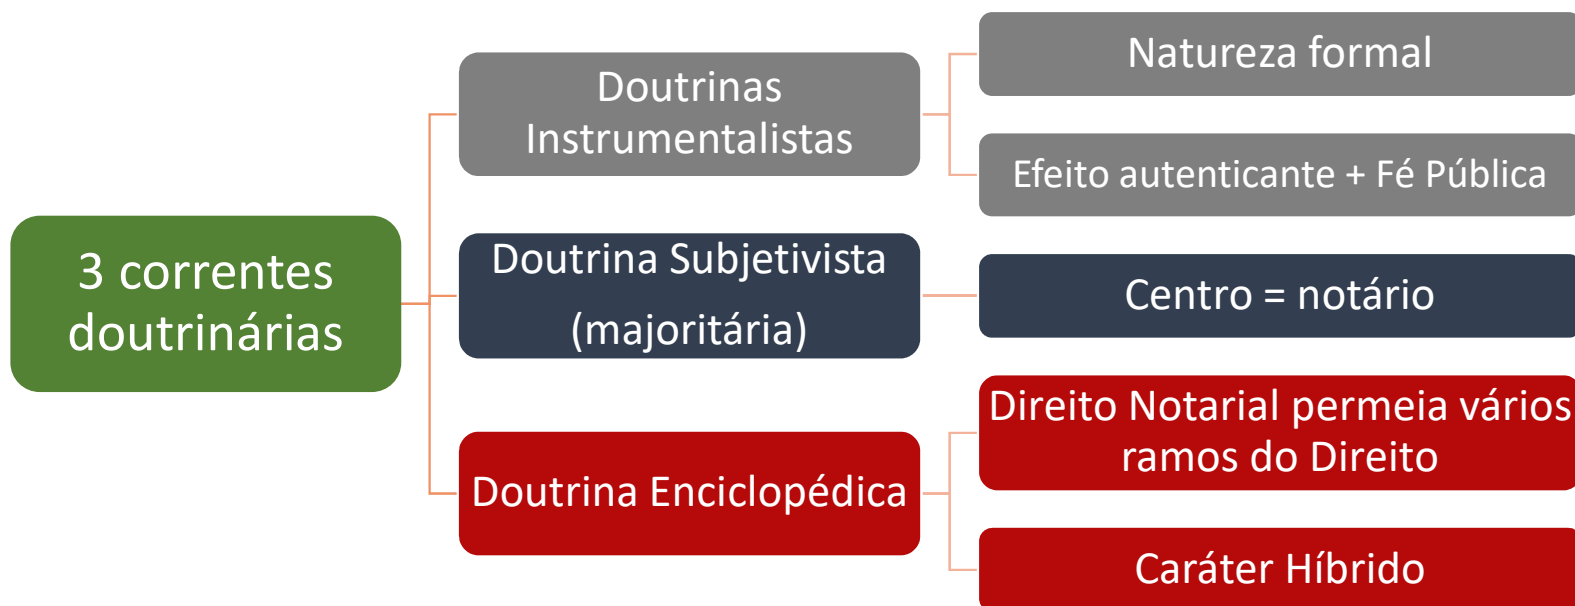 3 correntes
doutrinárias
Doutrinas
Instrumentalistas
Natureza formal
Efeito autenticante + Fé Pública
Doutrina Subjetivista
(majoritária)
Centro = notário
Doutrina Enciclopédica
Direito Notarial permeia vários
ramos do Direito
Caráter Híbrido